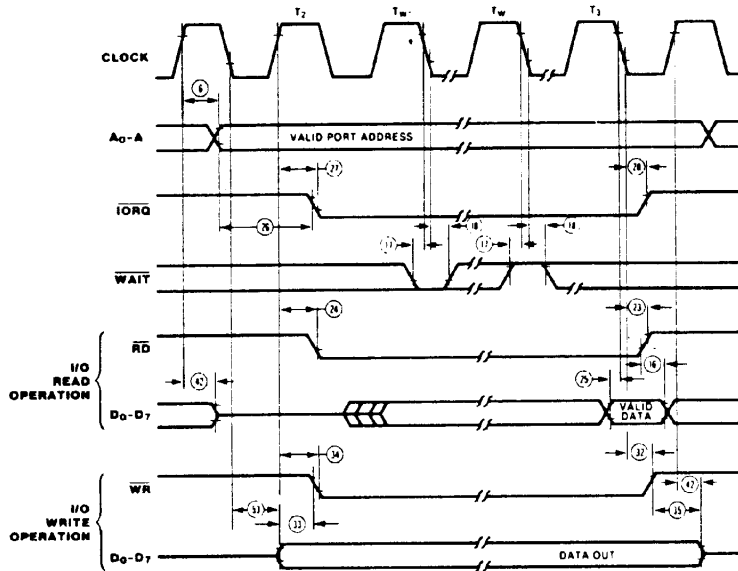 T2 Tw* Tw T3
CLOCK
6
A0-A VALID PORT ADDRESS
27 28
IORQ
26
17 18 17 18
WAIT
24 23
RD
16
I/O
READ
OPERATION
42 25
D0-D7 VALID
DATA
34 32
WR
42
I/O
WRITE
OPERATION
53 33 35
D0-D7 DATA OUT